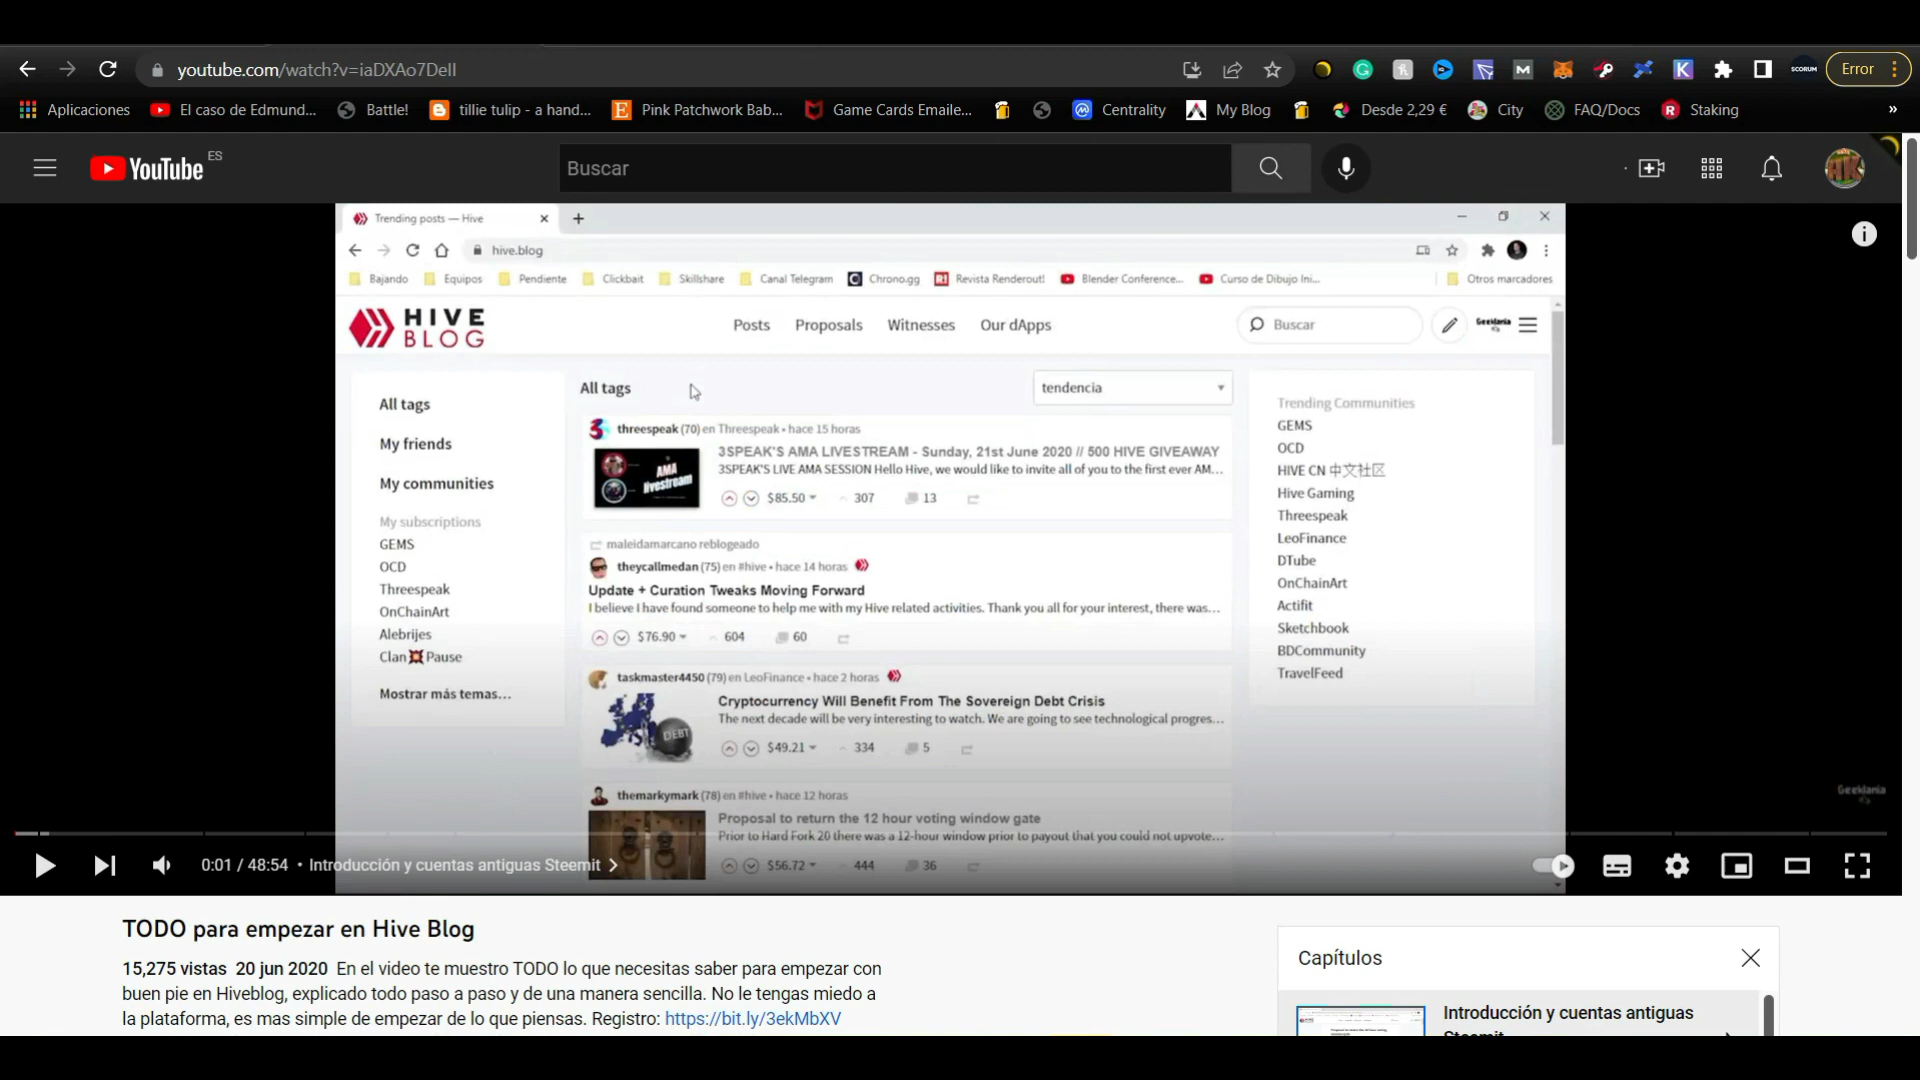 youtube.com/watch?v=iaDXAo7DeII
SCORUM
Error
Aplicaciones
El caso de Edmund...
Battle!
tillie tulip - a hand...
Pink Patchwork Bab...
Game Cards Emaile...
Centrality
My Blog
Desde 2,29 €
City
FAQ/Docs
Staking
»
YouTube ES
Buscar
Trending posts — Hive
hive.blog
Bajando
Equipos
Pendiente
Clickbait
Skillshare
Canal Telegram
Chrono.gg
Revista Renderout!
Blender Conference...
Curso de Dibujo Ini...
Otros marcadores
HIVE
BLOG
Posts
Proposals
Witnesses
Our dApps
Buscar
Geeklania
All tags
My friends
My communities
My subscriptions
GEMS
OCD
Threespeak
OnChainArt
Alebrijes
Clan💥Pause
Mostrar más temas...
All tags
tendencia
threespeak (70) en Threespeak • hace 15 horas
AMA
livestream
3SPEAK'S AMA LIVESTREAM - Sunday, 21st June 2020 // 500 HIVE GIVEAWAY
3SPEAK'S LIVE AMA SESSION Hello Hive, we would like to invite all of you to the first ever AM...
$85.50 307 13
maleidamarcano reblogeado
theycallmedan (75) en #hive • hace 14 horas
Update + Curation Tweaks Moving Forward
I believe I have found someone to help me with my Hive related activities. Thank you all for your interest, there was...
$76.90 604 60
taskmaster4450 (79) en LeoFinance • hace 2 horas
DEBT
Cryptocurrency Will Benefit From The Sovereign Debt Crisis
The next decade will be very interesting to watch. We are going to see technological progres...
$49.21 334 5
themarkymark (78) en #hive • hace 12 horas
Proposal to return the 12 hour voting window gate
Prior to Hard Fork 20 there was a 12-hour window prior to payout that you could not upvote...
$56.72 444 36
Trending Communities
GEMS
OCD
HIVE CN 中文社区
Hive Gaming
Threespeak
LeoFinance
DTube
OnChainArt
Actifit
Sketchbook
BDCommunity
TravelFeed
Geeklania
0:01 / 48:54 • Introducción y cuentas antiguas Steemit
TODO para empezar en Hive Blog
15,275 vistas 20 jun 2020 En el video te muestro TODO lo que necesitas saber para empezar con
buen pie en Hiveblog, explicado todo paso a paso y de una manera sencilla. No le tengas miedo a
la plataforma, es mas simple de empezar de lo que piensas. Registro: https://bit.ly/3ekMbXV
Capítulos
Introducción y cuentas antiguas
Steemit